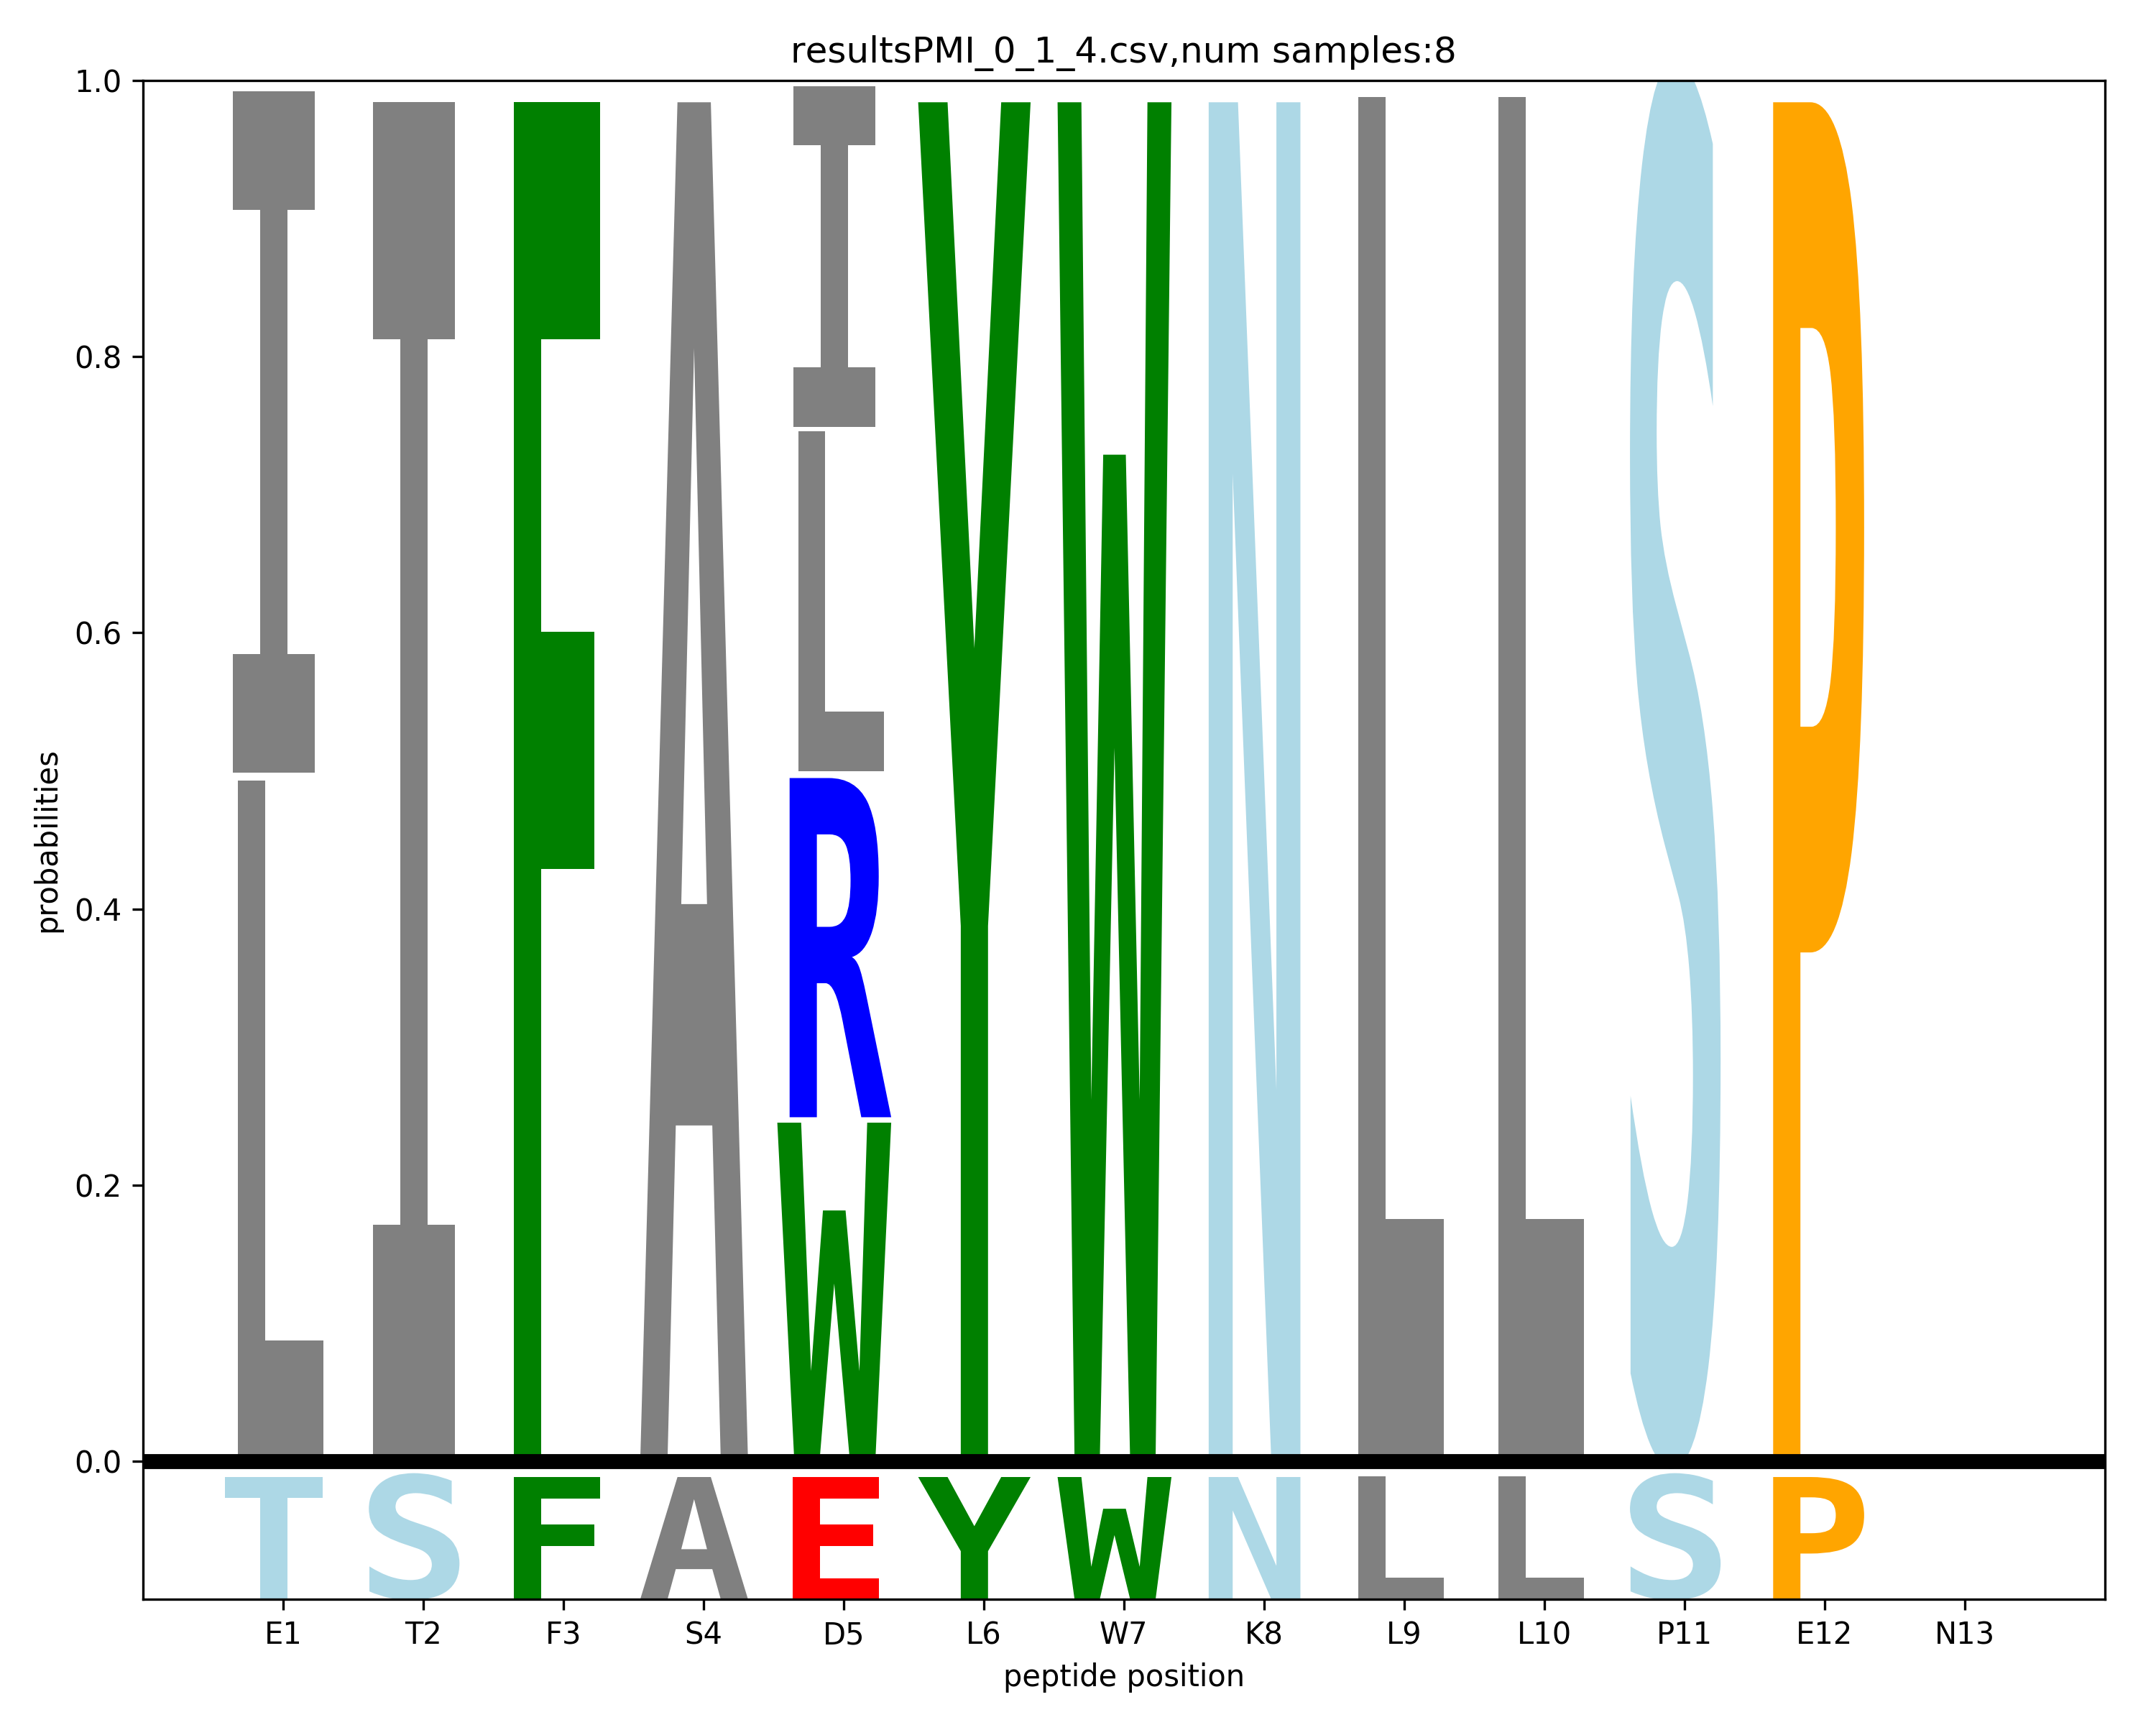 resultsPMI_0_1_4.csv,num samples:8
1.0
0.8
0.6
0.4
0.2
0.0
probabilities
I I F A I Y W N L L S P
L L
R
W
T S F A E Y W N L L S P
E1 T2 F3 S4 D5 L6 W7 K8 L9 L10 P11 E12 N13
peptide position